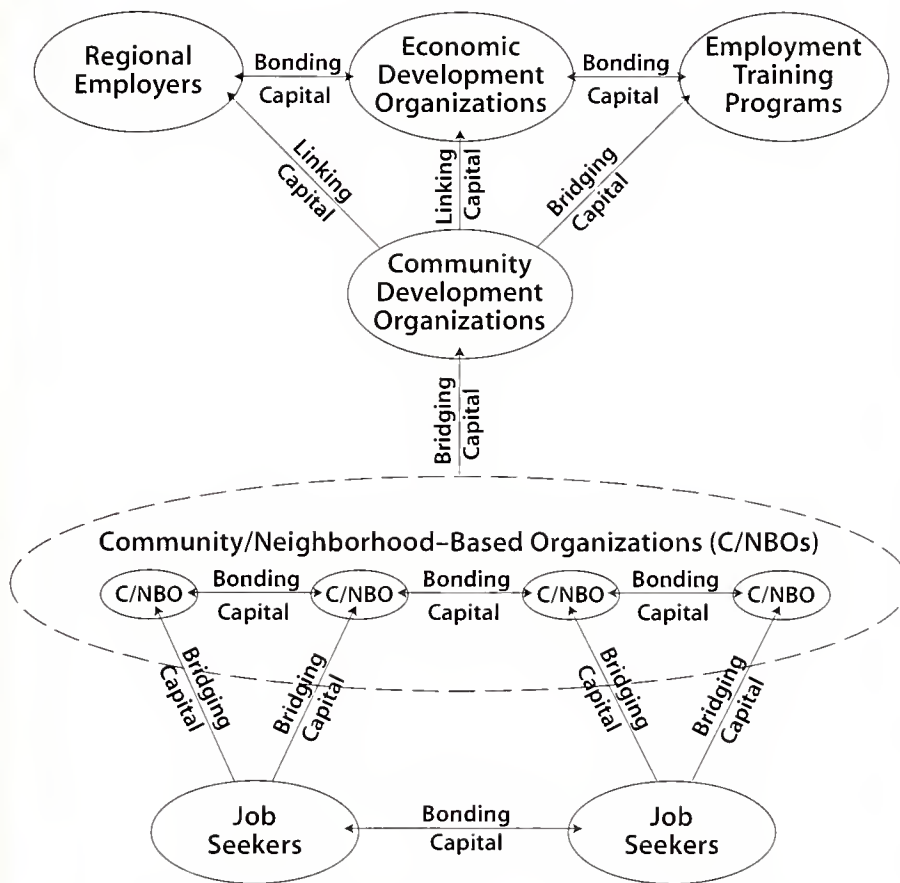 Regional
Employers
Bonding
Capital
Economic
Development
Organizations
Bonding
Capital
Employment
Training
Programs
Linking
Capital
Linking
Capital
Bridging
Capital
Community
Development
Organizations
Bridging
Capital
Community/Neighborhood–Based Organizations (C/NBOs)
C/NBO
Bonding
Capital
C/NBO
Bonding
Capital
C/NBO
Bonding
Capital
C/NBO
Bridging
Capital
Bridging
Capital
Bridging
Capital
Bridging
Capital
Job
Seekers
Bonding
Capital
Job
Seekers